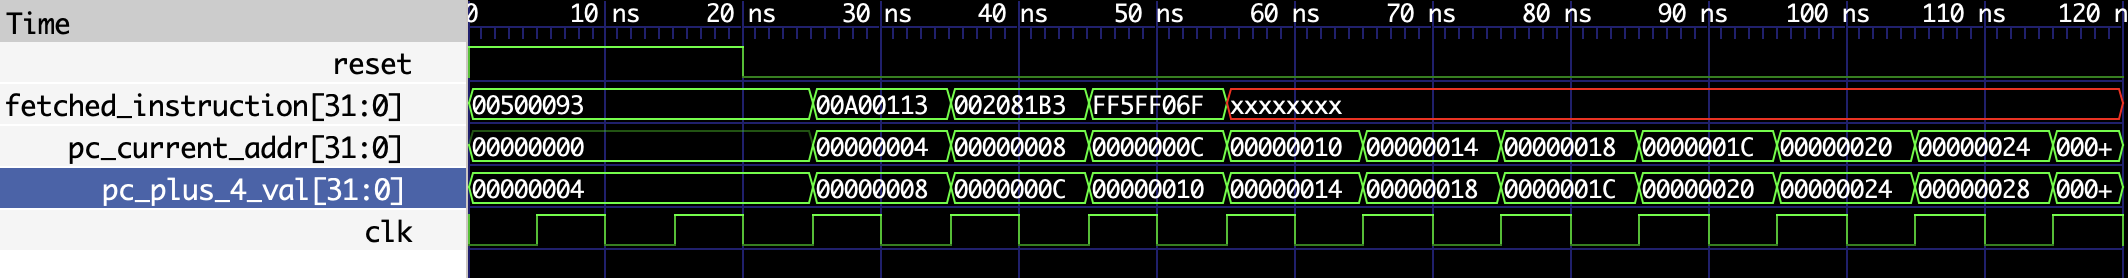 Time 0 10 ns 20 ns 30 ns 40 ns 50 ns 60 ns 70 ns 80 ns 90 ns 100 ns 110 ns 120 n
reset
fetched_instruction[31:0] 00500093 00A00113 002081B3 FF5FF06F xxxxxxxx
pc_current_addr[31:0] 00000000 00000004 00000008 0000000C 00000010 00000014 00000018 0000001C 00000020 00000024 000+
pc_plus_4_val[31:0] 00000004 00000008 0000000C 00000010 00000014 00000018 0000001C 00000020 00000024 00000028 000+
clk